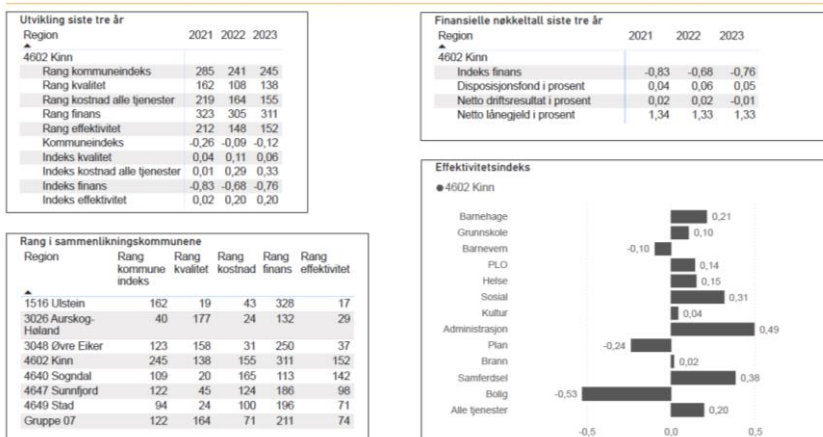 Utvikling siste tre år
Region 2021 2022 2023
4602 Kinn
Rang kommuneindeks 285 241 245
Rang kvalitet 162 108 138
Rang kostnad alle tjenester 219 164 155
Rang finans 323 305 311
Rang effektivitet 212 148 152
Kommuneindeks -0,26 -0,09 -0,12
Indeks kvalitet 0,04 0,11 0,06
Indeks kostnad alle tjenester 0,01 0,29 0,33
Indeks finans -0,83 -0,68 -0,76
Indeks effektivitet 0,02 0,20 0,20
Finansielle nøkkeltall siste tre år
Region 2021 2022 2023
4602 Kinn
Indeks finans -0,83 -0,68 -0,76
Disposisjonsfond i prosent 0,04 0,06 0,05
Netto driftsresultat i prosent 0,02 0,02 -0,01
Netto lånegjeld i prosent 1,34 1,33 1,33
Rang i sammenlikningskommunene
Region Rang Rang Rang Rang Rang
kommune kvalitet kostnad finans effektivitet
indeks
1516 Ulstein 162 19 43 328 17
3026 Aurskog- 40 177 24 132 29
Høland
3048 Øvre Eiker 123 158 31 250 37
4602 Kinn 245 138 155 311 152
4640 Sogndal 109 20 165 113 142
4647 Sunnfjord 122 45 124 186 98
4649 Stad 94 24 100 196 71
Gruppe 07 122 164 71 211 74
Effektivitetsindeks
4602 Kinn
Barnehage 0,21
Grunnskole 0,10
Barnevern -0,10
PLO 0,14
Helse 0,15
Sosial 0,31
Kultur 0,04
Administrasjon 0,49
Plan -0,24
Brann 0,02
Samferdsel 0,38
Bolig -0,53
Alle tjenester 0,20
-0,5 0,0 0,5